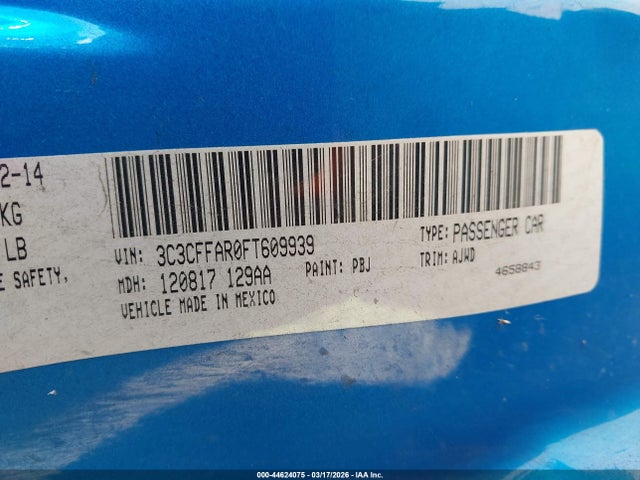 2-14
KG
LB
E SAFETY,
VIN: 3C3CFFAR0FT609939
TYPE: PASSENGER CAR
MDH: 120817 129AA
PAINT: PBJ
TRIM: AJWD
VEHICLE MADE IN MEXICO
4658843
000-44624075 - 03/17/2026 - IAA Inc.